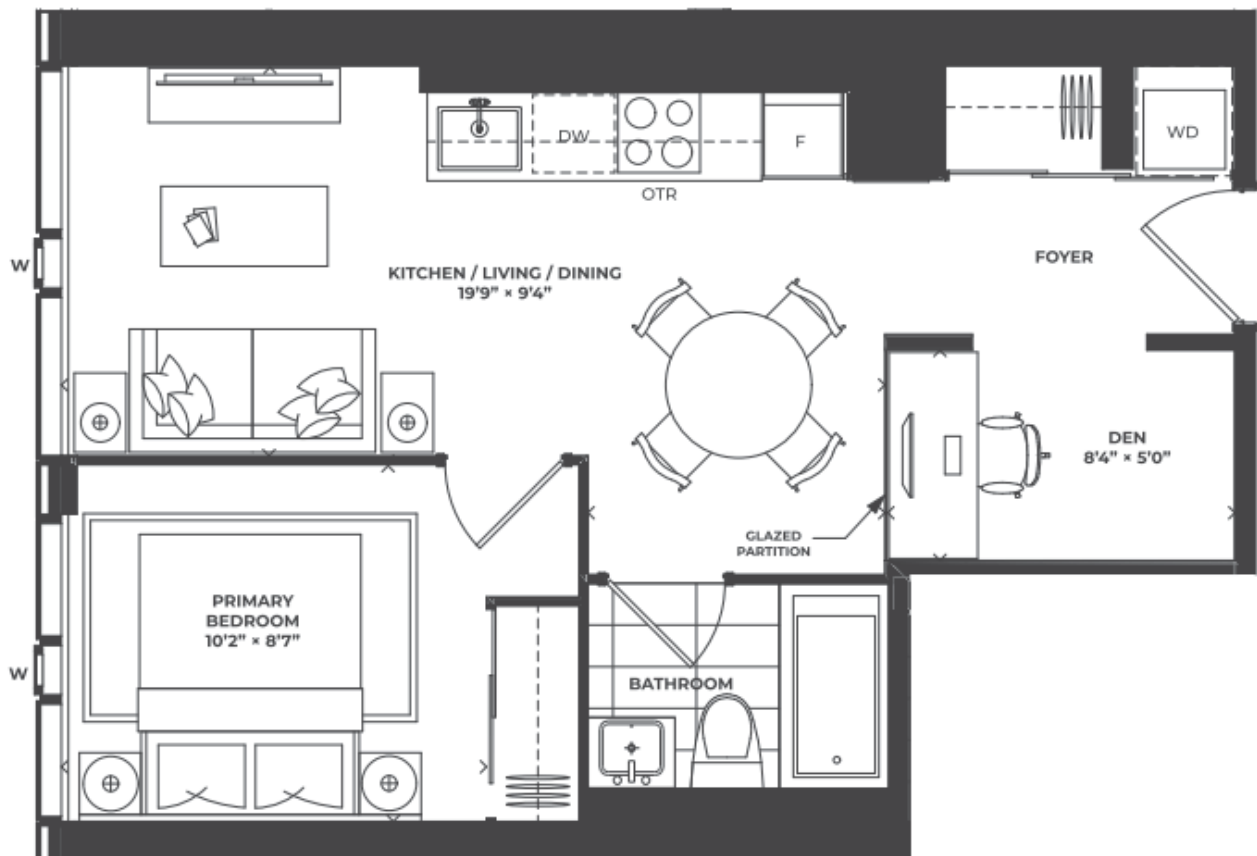 DW
F
WD
OTR
W
KITCHEN / LIVING / DINING
19'9" × 9'4"
FOYER
DEN
8'4" × 5'0"
GLAZED
PARTITION
PRIMARY
BEDROOM
10'2" × 8'7"
W
BATHROOM